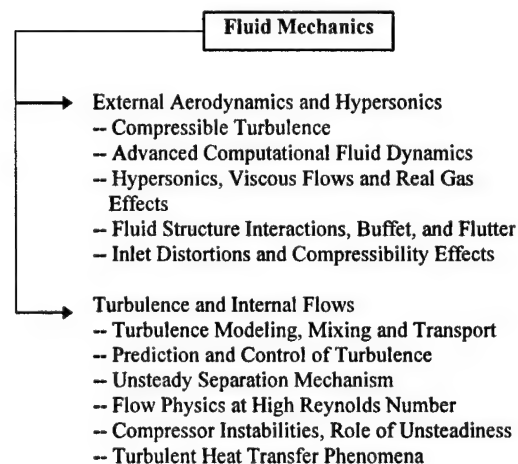 Fluid Mechanics
External Aerodynamics and Hypersonics
-- Compressible Turbulence
-- Advanced Computational Fluid Dynamics
-- Hypersonics, Viscous Flows and Real Gas
Effects
-- Fluid Structure Interactions, Buffet, and Flutter
-- Inlet Distortions and Compressibility Effects
Turbulence and Internal Flows
-- Turbulence Modeling, Mixing and Transport
-- Prediction and Control of Turbulence
-- Unsteady Separation Mechanism
-- Flow Physics at High Reynolds Number
-- Compressor Instabilities, Role of Unsteadiness
-- Turbulent Heat Transfer Phenomena